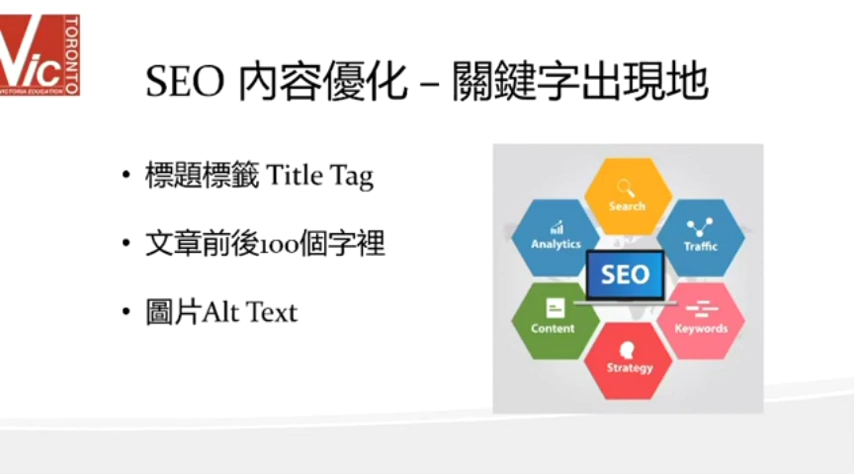 Vic
TORONTO
VICTORIA EDUCATION
SEO 內容優化 – 關鍵字出現地
• 標題標籤 Title Tag
• 文章前後100個字裡
• 圖片Alt Text
Search
Analytics
Traffic
SEO
Content
Keywords
Strategy